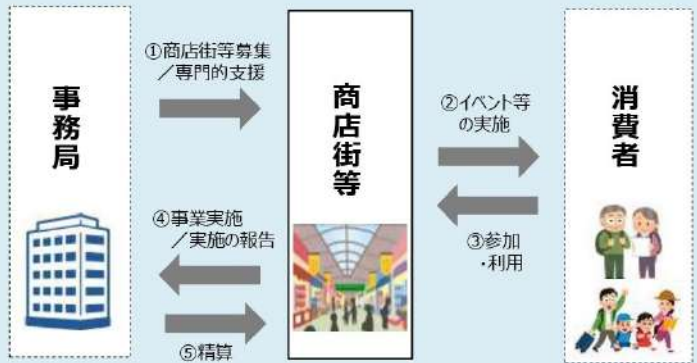 事務局
①商店街等募集
／専門的支援
④事業実施
／実施の報告
⑤精算
商店街等
②イベント等
の実施
③参加
・利用
消費者